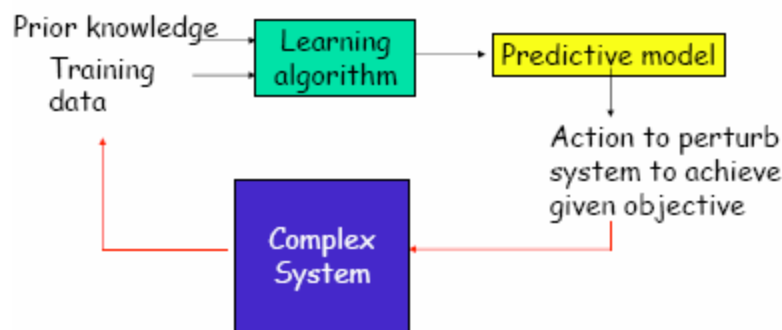 Prior knowledge
Training
data
Learning
algorithm
Predictive model
Action to perturb
system to achieve
given objective
Complex
System